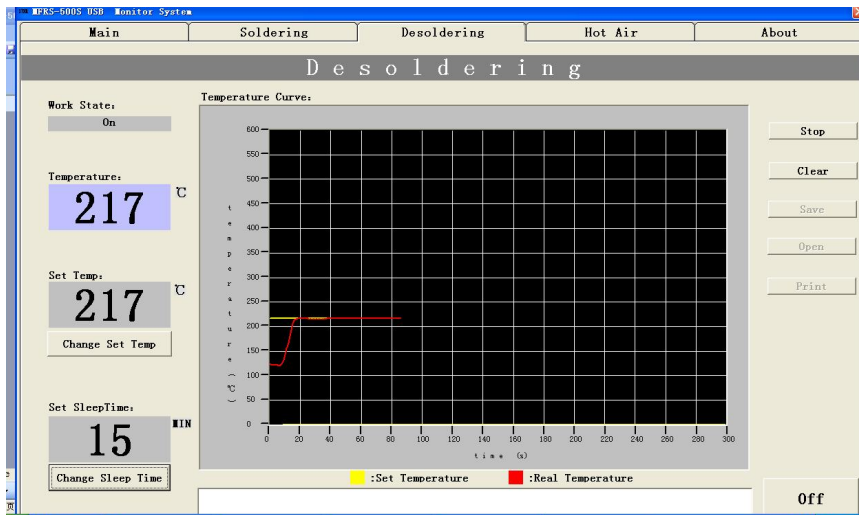 MFRS-500S USB Monitor System
Main Soldering Desoldering Hot Air About
Desoldering
Work State:
On
Temperature:
217 ℃
Set Temp:
217 ℃
Change Set Temp
Set SleepTime:
15 MIN
Change Sleep Time
Temperature Curve:
temperature (℃)
600
550
500
450
400
350
300
250
200
150
100
50
0
0 20 40 60 80 100 120 140 160 180 200 220 240 260 280 300
time (s)
:Set Temperature :Real Temperature
Stop
Clear
Save
Open
Print
Off
页